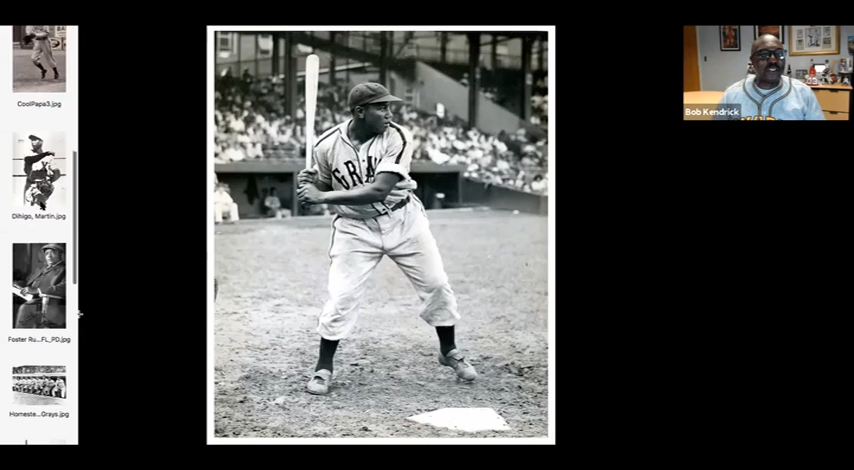 CoolPapa3.jpg
Dihigo, Martin.jpg
Foster Ru...FL_PD.jpg
Homeste...Grays.jpg
GRA
Bob Kendrick